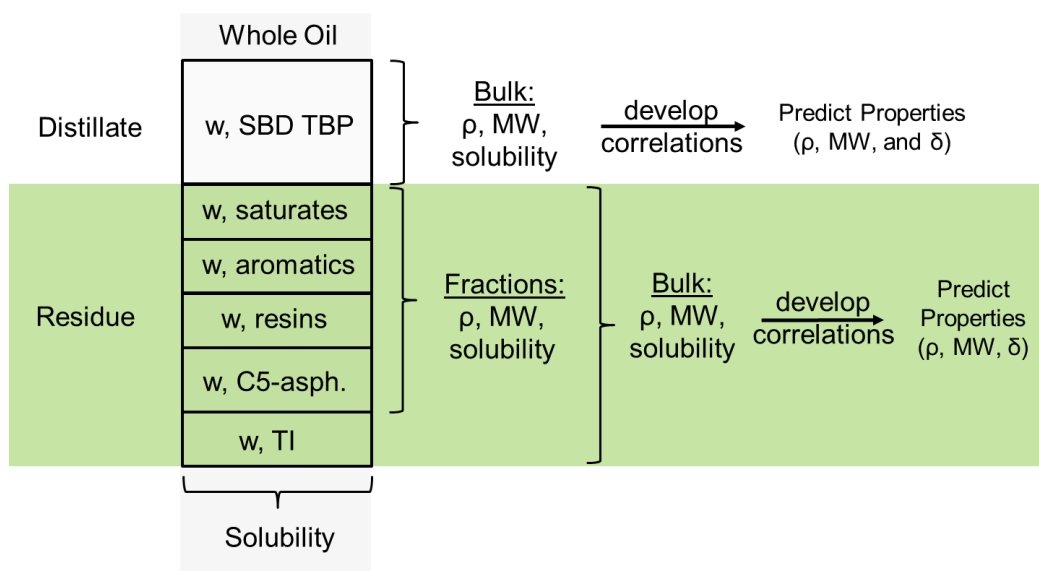 Whole Oil
Distillate
w, SBD TBP
Bulk:
ρ, MW,
solubility
develop
correlations
Predict Properties
(ρ, MW, and δ)
Residue
w, saturates
w, aromatics
w, resins
w, C5-asph.
w, TI
Fractions:
ρ, MW,
solubility
Bulk:
ρ, MW,
solubility
develop
correlations
Predict
Properties
(ρ, MW, δ)
Solubility